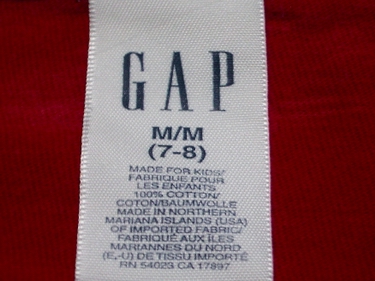 GAP
M/M
(7-8)
MADE FOR KIDS/
FABRIQUE POUR
LES ENFANTS
100% COTTON/
COTON/BAUMWOLLE
MADE IN NORTHERN
MARIANA ISLANDS (USA)
OF IMPORTED FABRIC/
FABRIQUÉ AUX ÎLES
MARIANNES DU NORD
(E.-U) DE TISSU IMPORTÉ
RN 54023 CA 17897